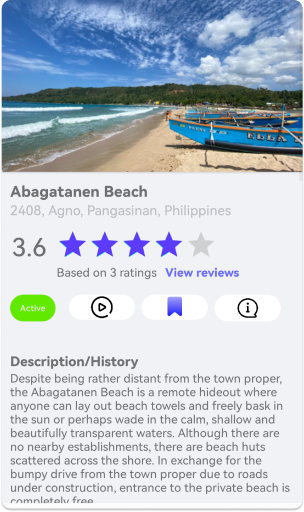 Abagatanen Beach
2408, Agno, Pangasinan, Philippines
3.6
Based on 3 ratings View reviews
Active
Description/History
Despite being rather distant from the town proper,
the Abagatanen Beach is a remote hideout where
anyone can lay out beach towels and freely bask in
the sun or perhaps wade in the calm, shallow and
beautifully transparent waters. Although there are
no nearby establishments, there are beach huts
scattered across the shore. In exchange for the
bumpy drive from the town proper due to roads
under construction, entrance to the private beach is
completely free